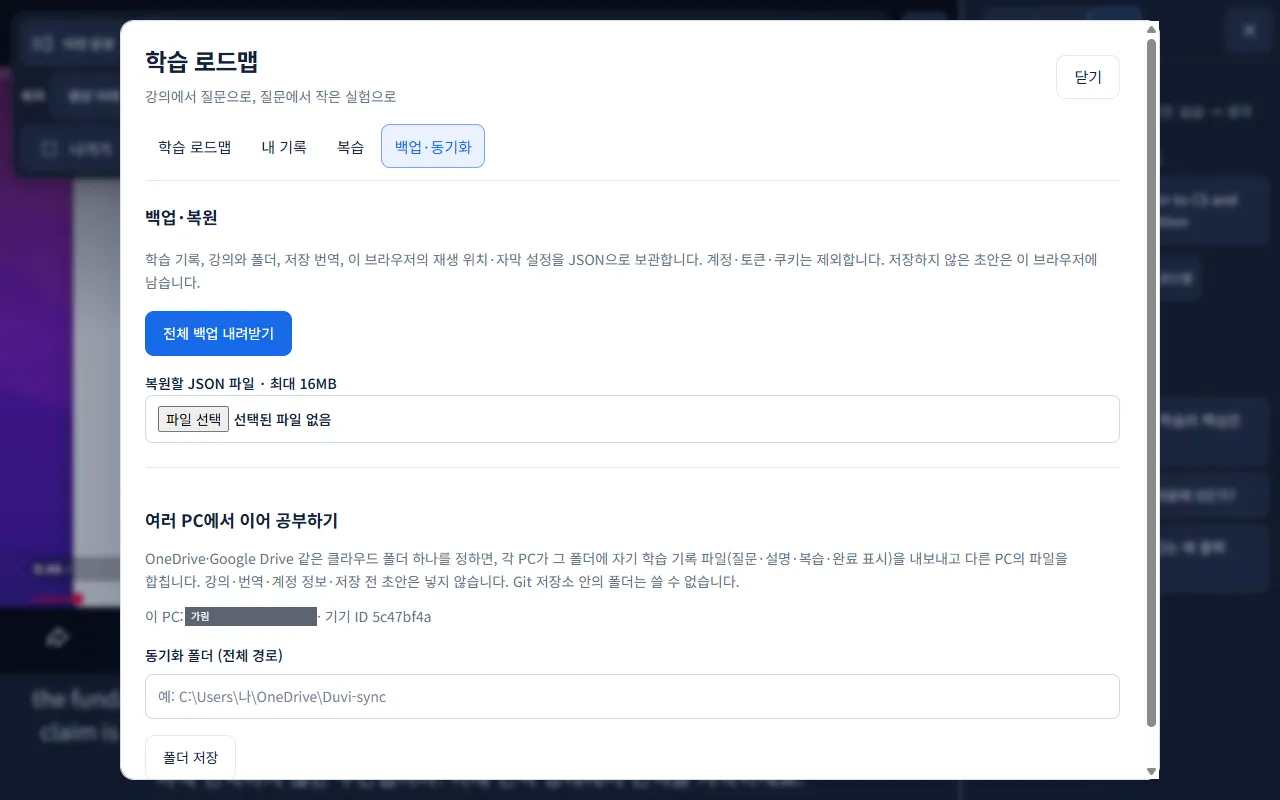 학습 로드맵
강의에서 질문으로, 질문에서 작은 실험으로
닫기
학습 로드맵 내 기록 복습 백업·동기화
백업·복원
학습 기록, 강의와 폴더, 저장 번역, 이 브라우저의 재생 위치·자막 설정을 JSON으로 보관합니다. 계정·토큰·쿠키는 제외합니다. 저장하지 않은 초안은 이 브라우저에
남습니다.
전체 백업 내려받기
복원할 JSON 파일 · 최대 16MB
파일 선택 선택된 파일 없음
여러 PC에서 이어 공부하기
OneDrive·Google Drive 같은 클라우드 폴더 하나를 정하면, 각 PC가 그 폴더에 자기 학습 기록 파일(질문·설명·복습·완료 표시)을 내보내고 다른 PC의 파일을
합칩니다. 강의·번역·계정 정보·저장 전 초안은 넣지 않습니다. Git 저장소 안의 폴더는 쓸 수 없습니다.
이 PC: 가림 · 기기 ID 5c47bf4a
동기화 폴더 (전체 경로)
예: C:\Users\나\OneDrive\Duvi-sync
폴더 저장
the fund
claim is